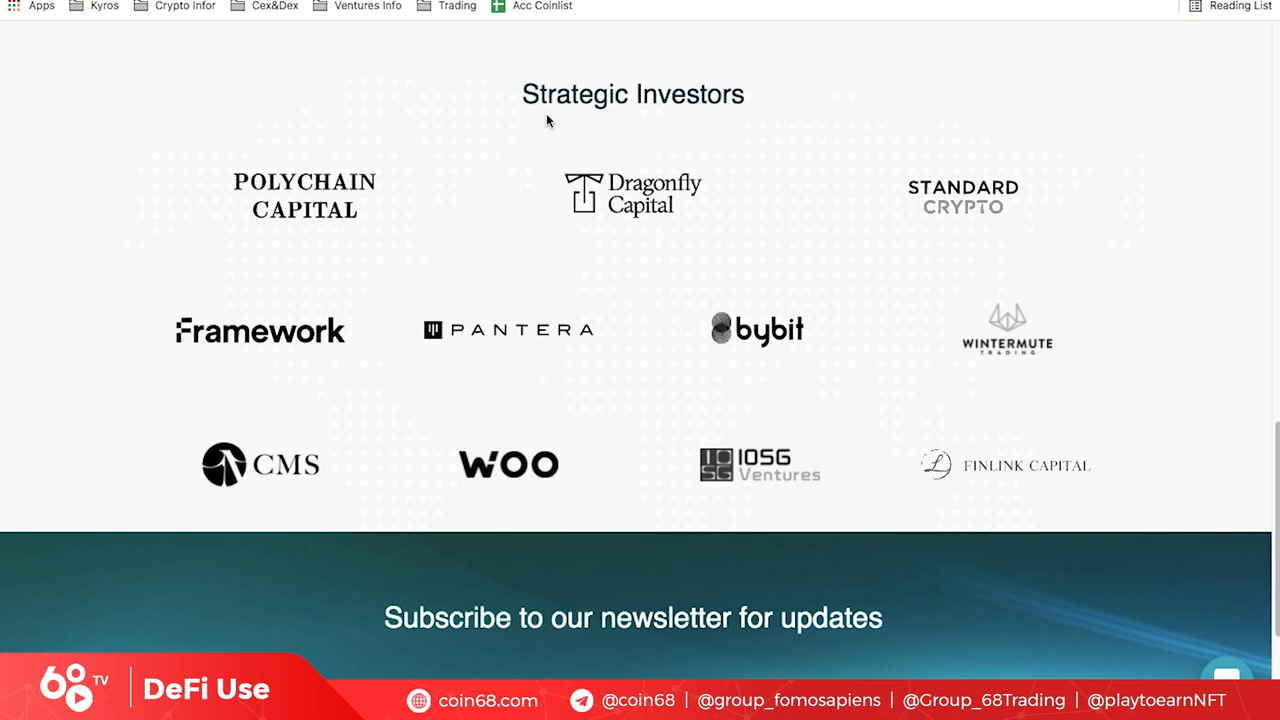 Apps Kyros Crypto Infor Cex&Dex Ventures Info Trading Acc Coinlist Reading List
Strategic Investors
POLYCHAIN
CAPITAL
Dragonfly
Capital
STANDARD
CRYPTO
Framework
PANTERA
bybit
WINTERMUTE
TRADING
CMS
WOO
IOSG
IOSG
Ventures
FINLINK CAPITAL
Subscribe to our newsletter for updates
68 TV
DeFi Use
coin68.com
@coin68 | @group_fomosapiens | @Group_68Trading | @playtoearnNFT